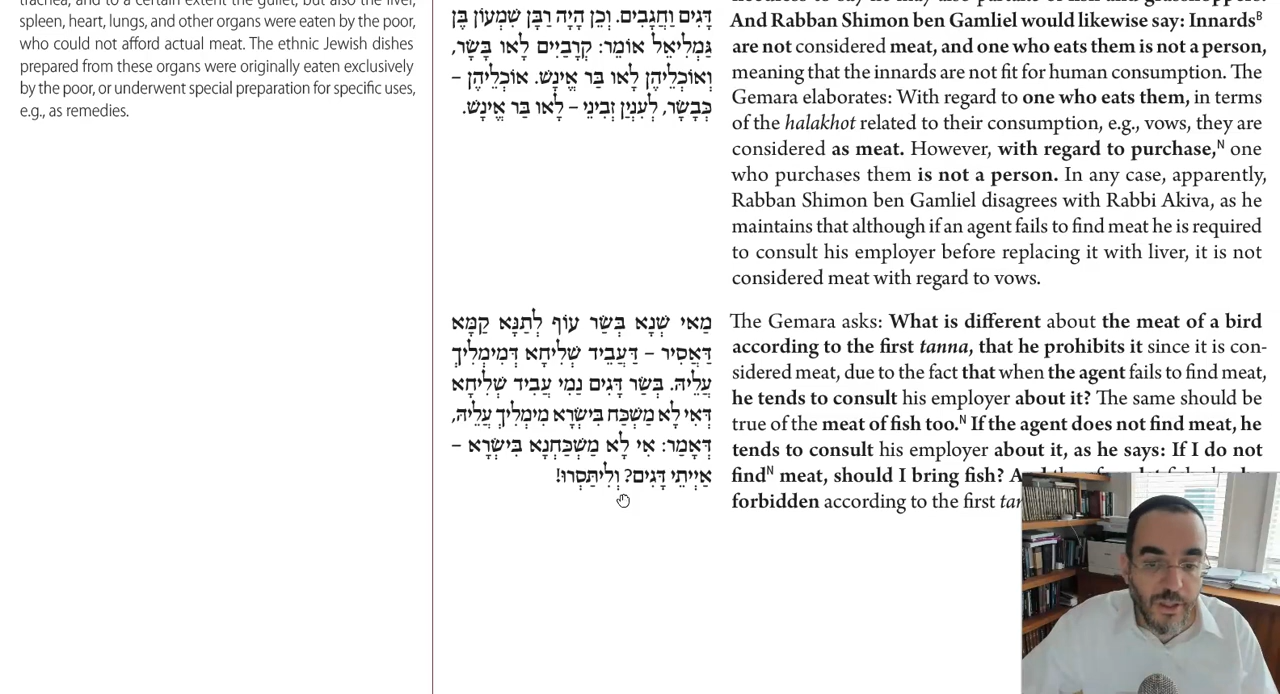 trachea, and to a certain extent the gullet, but also the liver,
spleen, heart, lungs, and other organs were eaten by the poor,
who could not afford actual meat. The ethnic Jewish dishes
prepared from these organs were originally eaten exclusively
by the poor, or underwent special preparation for specific uses,
e.g., as remedies.
דָּגִים וַחֲגָבִים. וְכֵן הָיָה רַבָּן שִׁמְעוֹן בֶּן
גַּמְלִיאֵל אוֹמֵר: קְרָבַיִים לָאו בָּשָׂר,
וְאוֹכְלֵיהֶן לָאו בַּר אֱינָשׁ. אוֹכְלֵיהֶן –
כְּבָשָׂר, לְעִנְיַן זְבִינֵי – לָאו בַּר אֱינָשׁ.
מַאי שְׁנָא בְּשַׂר עוֹף לְתַנָּא קַמָּא
דַּאֲסִיר – דַּעֲבִיד שְׁלִיחָא דְּמִימְלִיךְ
עֲלֵיהּ. בְּשַׂר דָּגִים נַמִי עֲבִיד שְׁלִיחָא
דְּאִי לָא מַשְׁכַּח בִּישְׂרָא מִימְלִיךְ עֲלֵיהּ,
דְּאָמַר: אִי לָא מַשְׁכַּחְנָא בִּישְׂרָא –
אַיְיתֵי דָּגִים? וְלִיתַּסְרוּ!
needless to say he may also partake of fish and grasshoppers.
And Rabban Shimon ben Gamliel would likewise say: Innards^B
are not considered meat, and one who eats them is not a person,
meaning that the innards are not fit for human consumption. The
Gemara elaborates: With regard to one who eats them, in terms
of the halakhot related to their consumption, e.g., vows, they are
considered as meat. However, with regard to purchase,^N one
who purchases them is not a person. In any case, apparently,
Rabban Shimon ben Gamliel disagrees with Rabbi Akiva, as he
maintains that although if an agent fails to find meat he is required
to consult his employer before replacing it with liver, it is not
considered meat with regard to vows.
The Gemara asks: What is different about the meat of a bird
according to the first tanna, that he prohibits it since it is con-
sidered meat, due to the fact that when the agent fails to find meat,
he tends to consult his employer about it? The same should be
true of the meat of fish too.^N If the agent does not find meat, he
tends to consult his employer about it, as he says: If I do not
find^N meat, should I bring fish?
forbidden according to the first